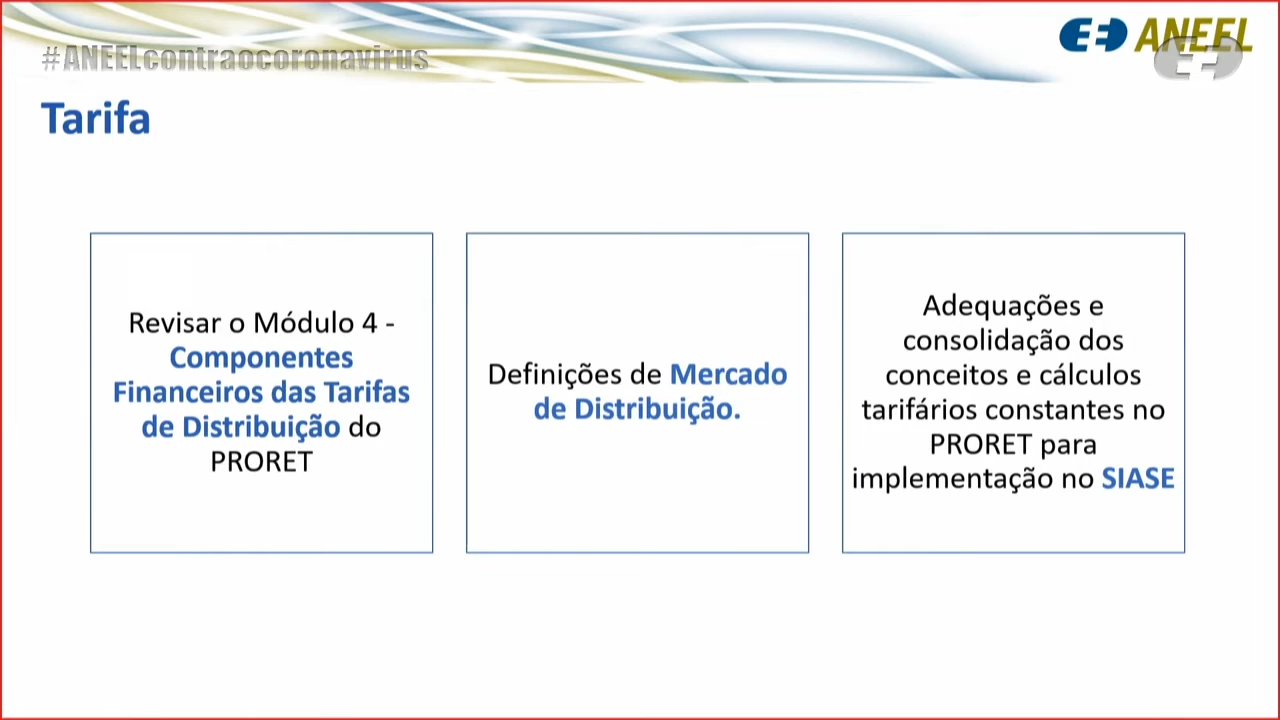 #ANEELcontraocoronavirus
ANEEL
Tarifa
Revisar o Módulo 4 -
Componentes
Financeiros das Tarifas
de Distribuição do
PRORET
Definições de Mercado
de Distribuição.
Adequações e
consolidação dos
conceitos e cálculos
tarifários constantes no
PRORET para
implementação no SIASE